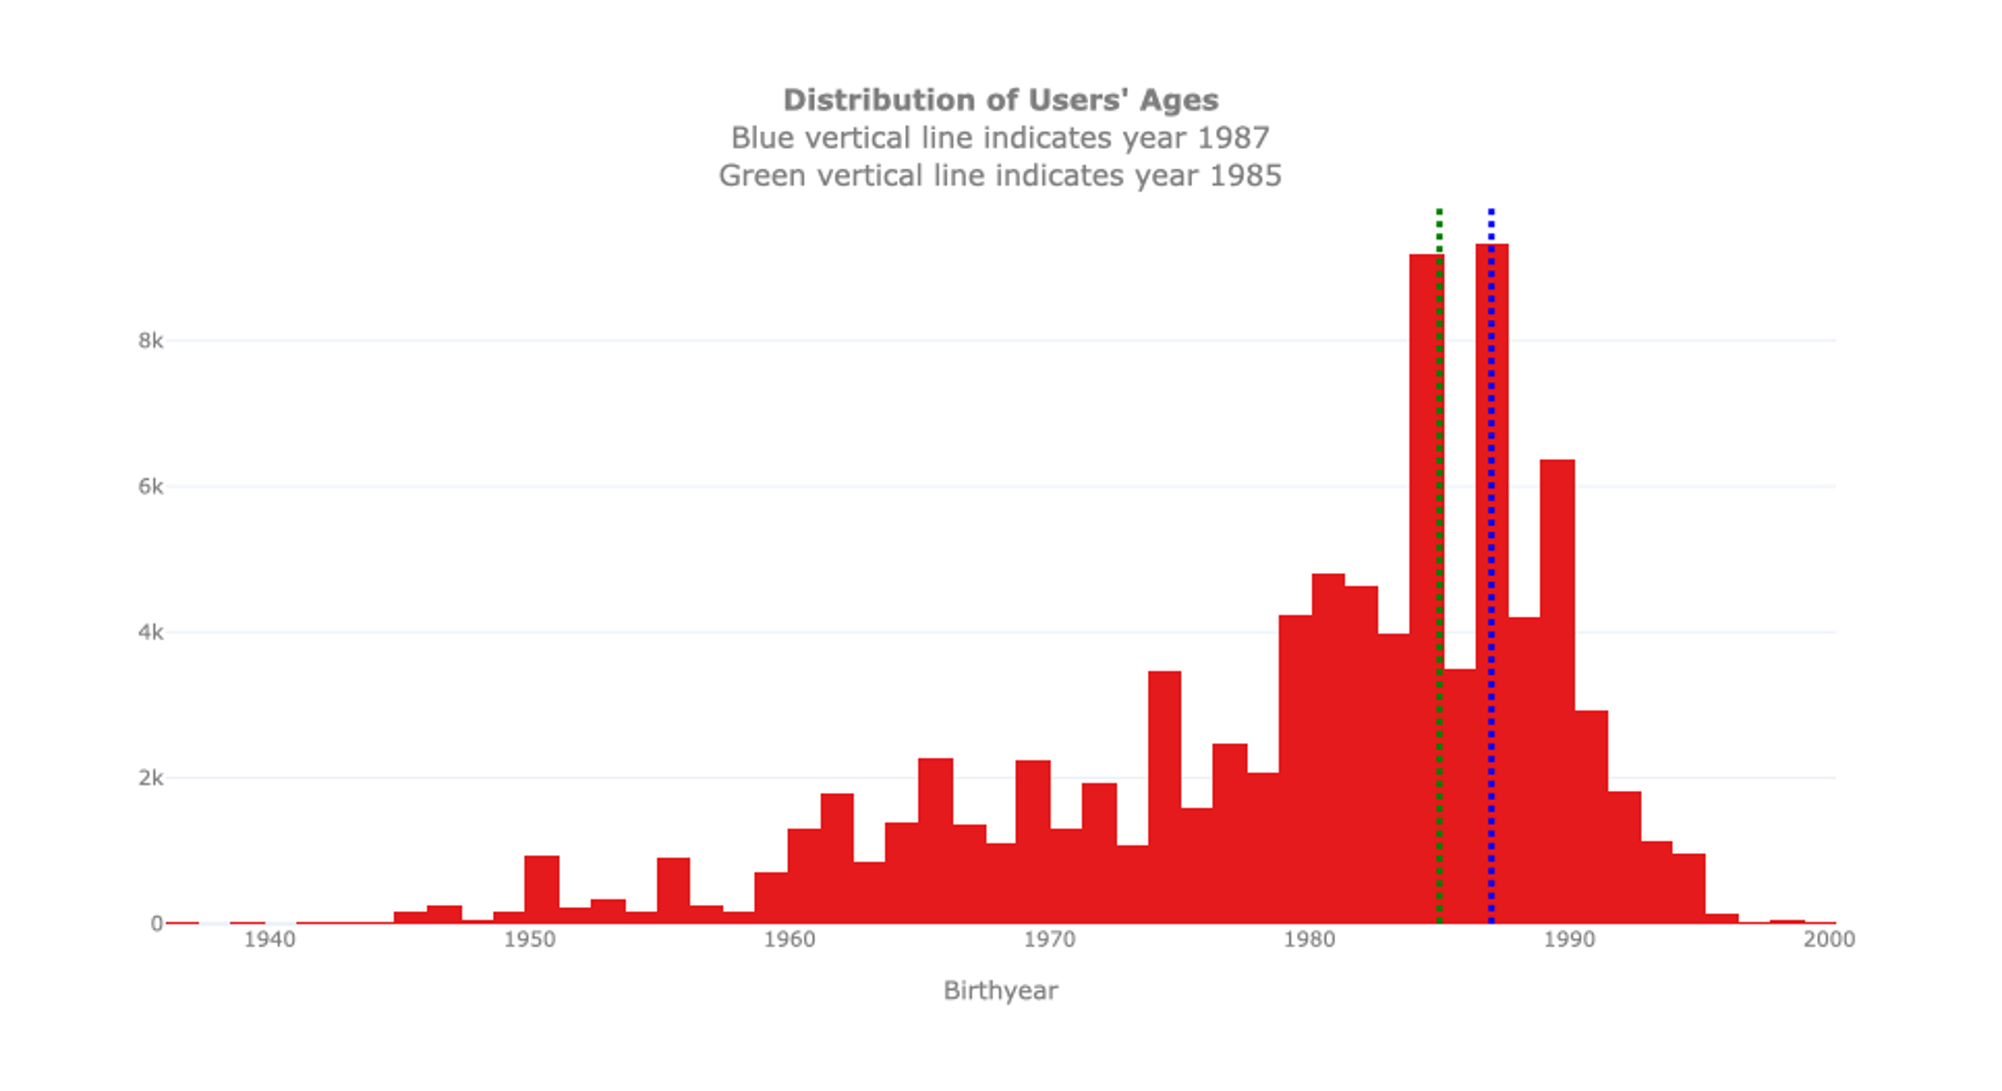 Distribution of Users' Ages
Blue vertical line indicates year 1987
Green vertical line indicates year 1985
8k
6k
4k
2k
0
1940 1950 1960 1970 1980 1990 2000
Birthyear